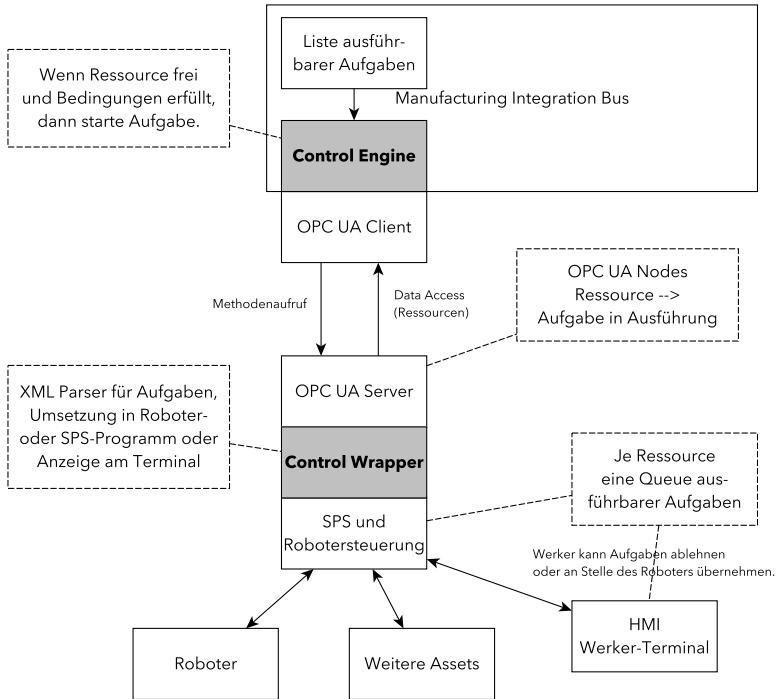 Liste ausführ-
barer Aufgaben
Wenn Ressource frei
und Bedingungen erfüllt,
dann starte Aufgabe.
Manufacturing Integration Bus
Control Engine
OPC UA Client
Methodenaufruf
Data Access
(Ressourcen)
OPC UA Nodes
Ressource -->
Aufgabe in Ausführung
OPC UA Server
XML Parser für Aufgaben,
Umsetzung in Roboter-
oder SPS-Programm oder
Anzeige am Terminal
Control Wrapper
Je Ressource
eine Queue aus-
führbarer Aufgaben
SPS und
Robotersteuerung
Werker kann Aufgaben ablehnen
oder an Stelle des Roboters übernehmen.
Roboter
Weitere Assets
HMI
Werker-Terminal